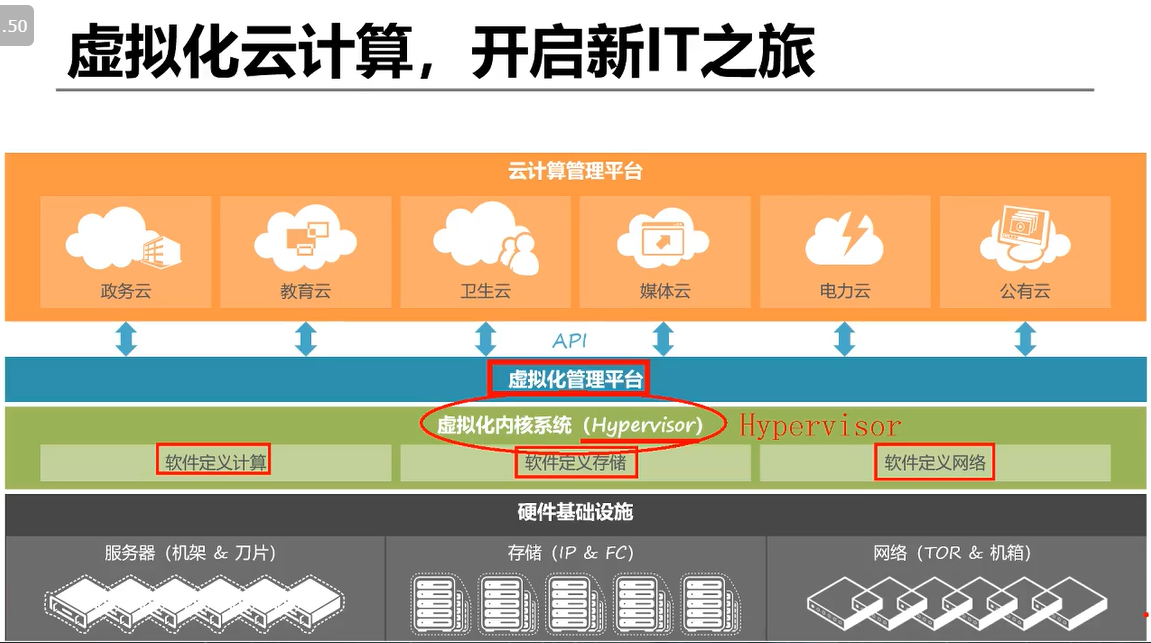 .50
虚拟化云计算，开启新IT之旅
云计算管理平台
政务云 教育云 卫生云 媒体云 电力云 公有云
API
虚拟化管理平台
虚拟化内核系统（Hypervisor） Hypervisor
软件定义计算 软件定义存储 软件定义网络
硬件基础设施
服务器（机架 & 刀片） 存储（IP & FC） 网络（TOR & 机箱）